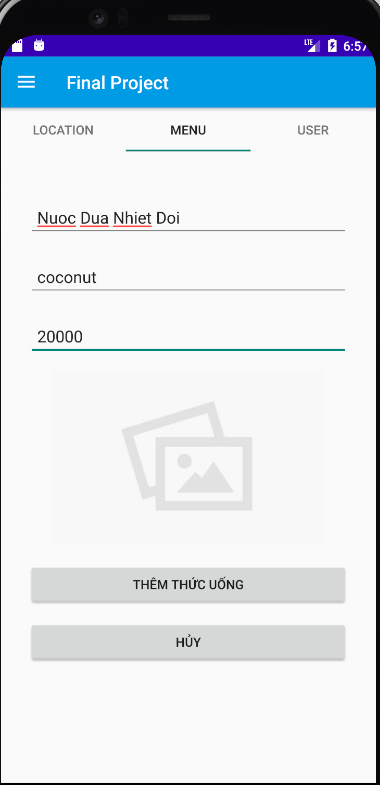 LTE 6:57
Final Project
LOCATION MENU USER
Nuoc Dua Nhiet Doi
coconut
20000
THÊM THỨC UỐNG
HỦY